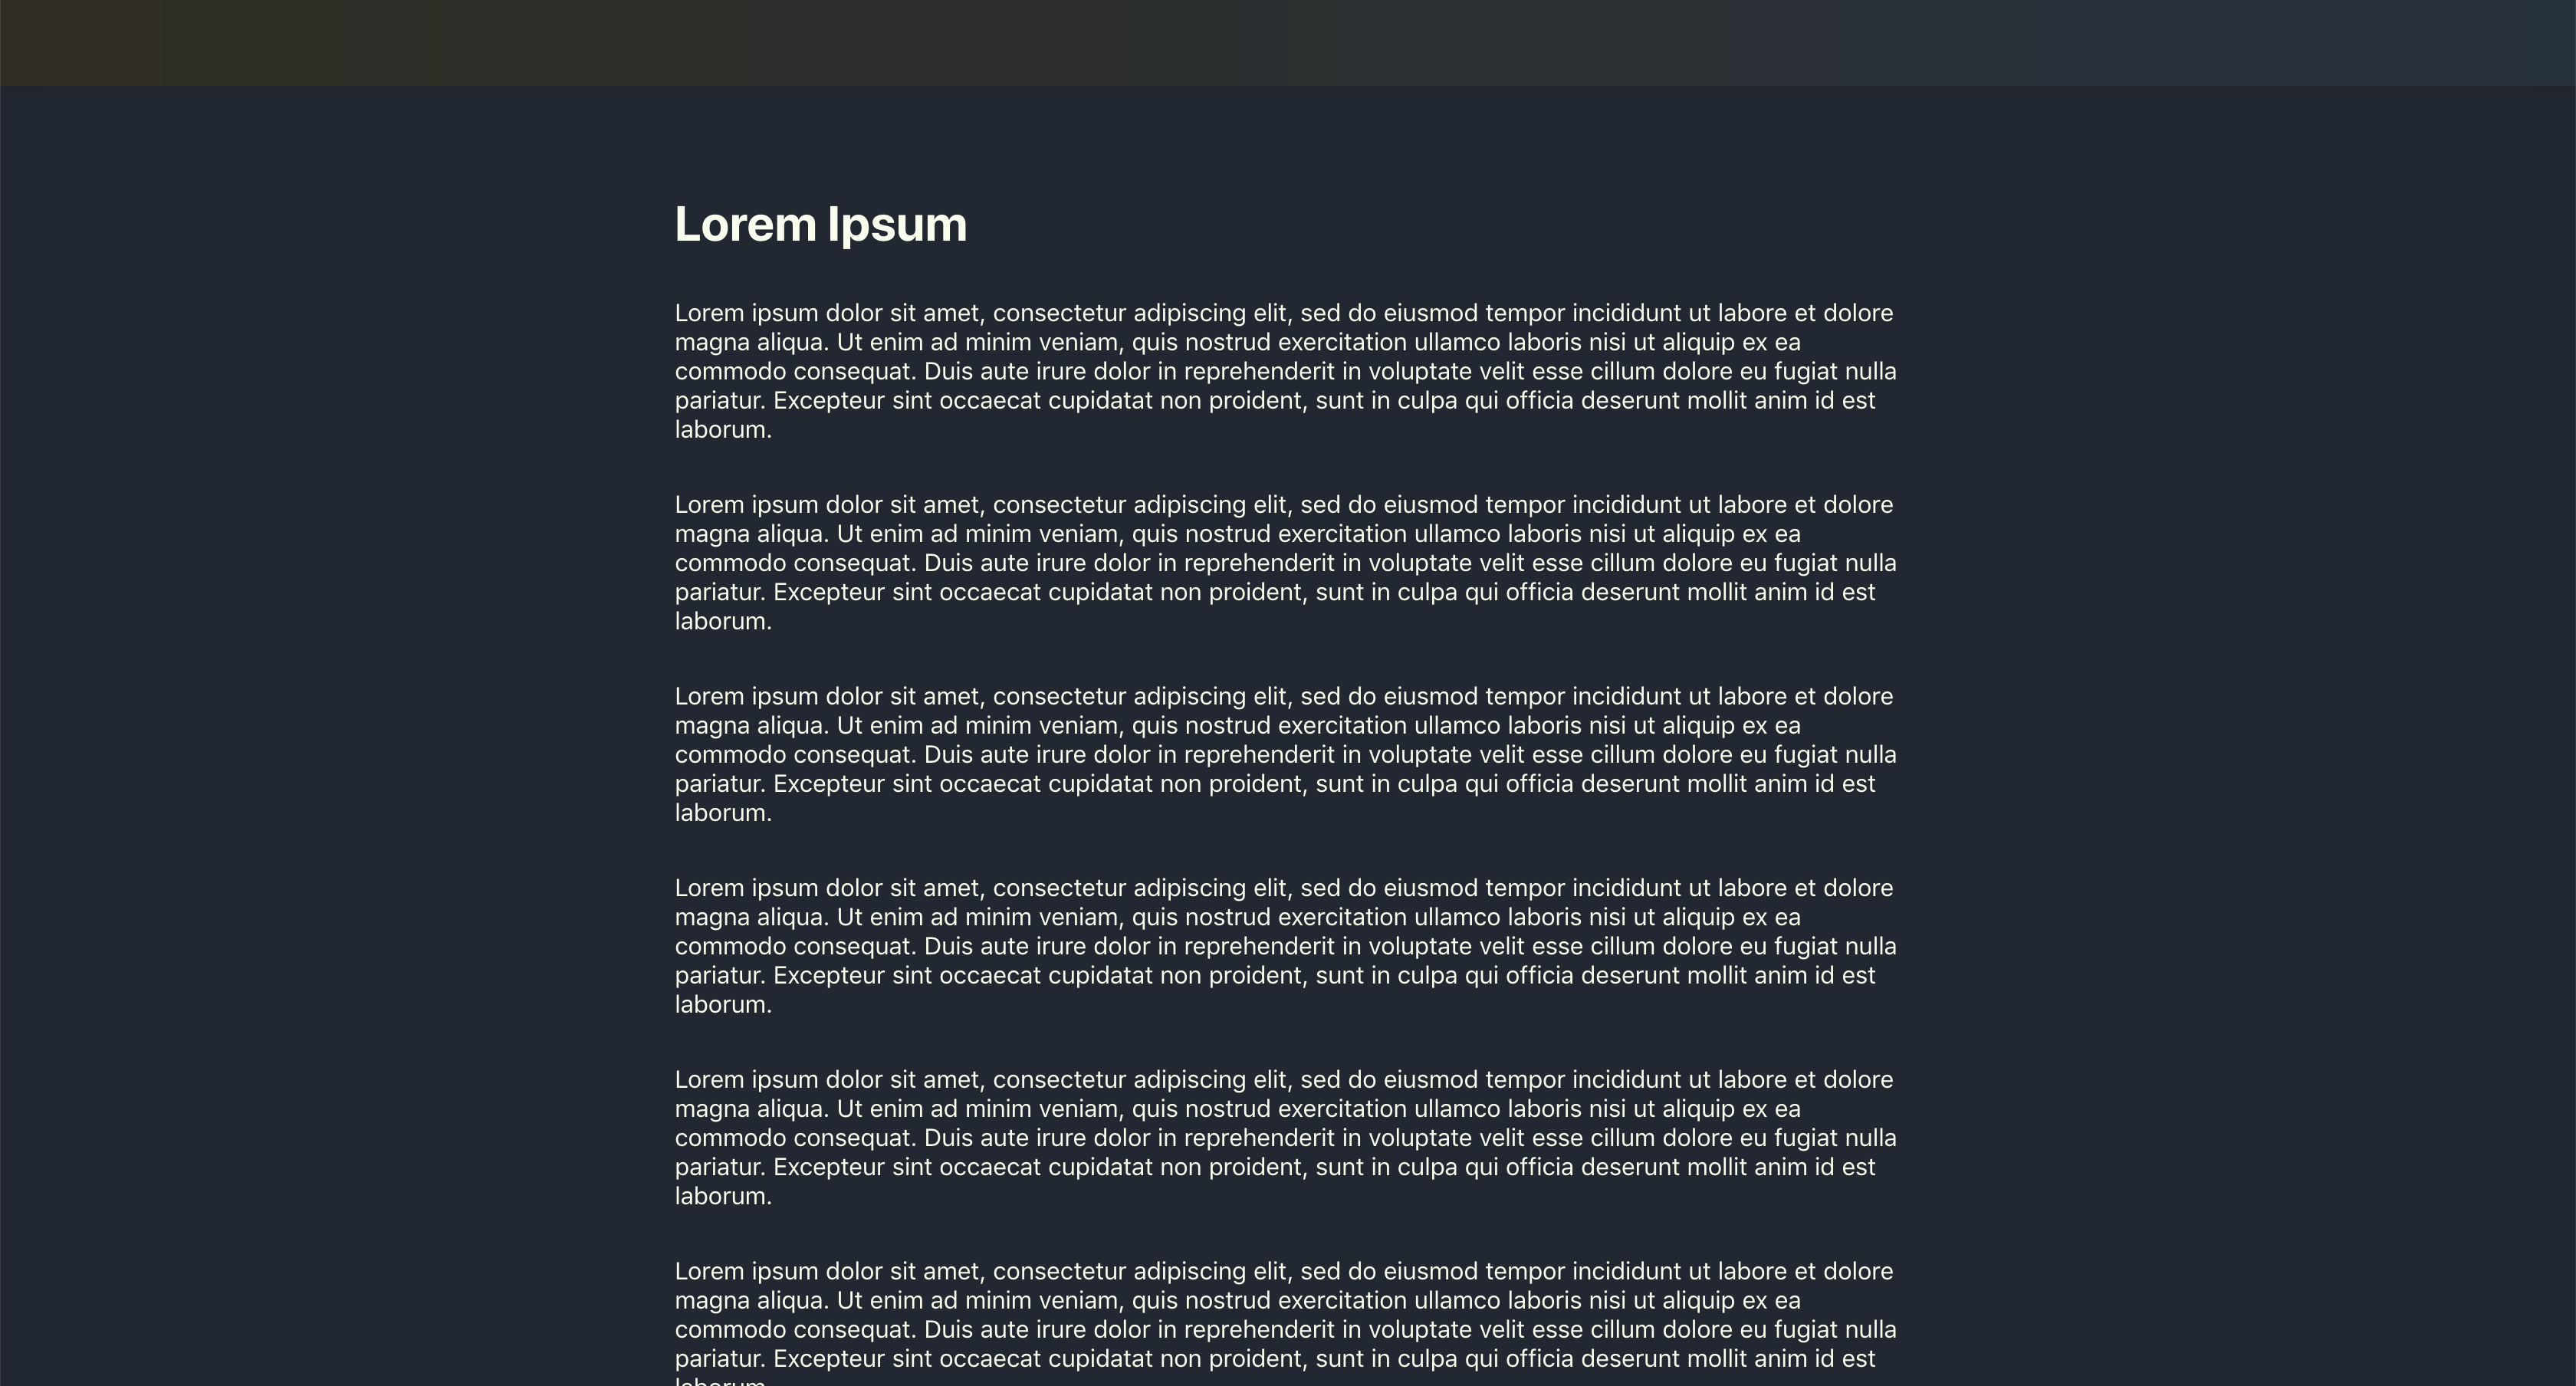 Lorem Ipsum
Lorem ipsum dolor sit amet, consectetur adipiscing elit, sed do eiusmod tempor incididunt ut labore et dolore
magna aliqua. Ut enim ad minim veniam, quis nostrud exercitation ullamco laboris nisi ut aliquip ex ea
commodo consequat. Duis aute irure dolor in reprehenderit in voluptate velit esse cillum dolore eu fugiat nulla
pariatur. Excepteur sint occaecat cupidatat non proident, sunt in culpa qui officia deserunt mollit anim id est
laborum.
Lorem ipsum dolor sit amet, consectetur adipiscing elit, sed do eiusmod tempor incididunt ut labore et dolore
magna aliqua. Ut enim ad minim veniam, quis nostrud exercitation ullamco laboris nisi ut aliquip ex ea
commodo consequat. Duis aute irure dolor in reprehenderit in voluptate velit esse cillum dolore eu fugiat nulla
pariatur. Excepteur sint occaecat cupidatat non proident, sunt in culpa qui officia deserunt mollit anim id est
laborum.
Lorem ipsum dolor sit amet, consectetur adipiscing elit, sed do eiusmod tempor incididunt ut labore et dolore
magna aliqua. Ut enim ad minim veniam, quis nostrud exercitation ullamco laboris nisi ut aliquip ex ea
commodo consequat. Duis aute irure dolor in reprehenderit in voluptate velit esse cillum dolore eu fugiat nulla
pariatur. Excepteur sint occaecat cupidatat non proident, sunt in culpa qui officia deserunt mollit anim id est
laborum.
Lorem ipsum dolor sit amet, consectetur adipiscing elit, sed do eiusmod tempor incididunt ut labore et dolore
magna aliqua. Ut enim ad minim veniam, quis nostrud exercitation ullamco laboris nisi ut aliquip ex ea
commodo consequat. Duis aute irure dolor in reprehenderit in voluptate velit esse cillum dolore eu fugiat nulla
pariatur. Excepteur sint occaecat cupidatat non proident, sunt in culpa qui officia deserunt mollit anim id est
laborum.
Lorem ipsum dolor sit amet, consectetur adipiscing elit, sed do eiusmod tempor incididunt ut labore et dolore
magna aliqua. Ut enim ad minim veniam, quis nostrud exercitation ullamco laboris nisi ut aliquip ex ea
commodo consequat. Duis aute irure dolor in reprehenderit in voluptate velit esse cillum dolore eu fugiat nulla
pariatur. Excepteur sint occaecat cupidatat non proident, sunt in culpa qui officia deserunt mollit anim id est
laborum.
Lorem ipsum dolor sit amet, consectetur adipiscing elit, sed do eiusmod tempor incididunt ut labore et dolore
magna aliqua. Ut enim ad minim veniam, quis nostrud exercitation ullamco laboris nisi ut aliquip ex ea
commodo consequat. Duis aute irure dolor in reprehenderit in voluptate velit esse cillum dolore eu fugiat nulla
pariatur. Excepteur sint occaecat cupidatat non proident, sunt in culpa qui officia deserunt mollit anim id est